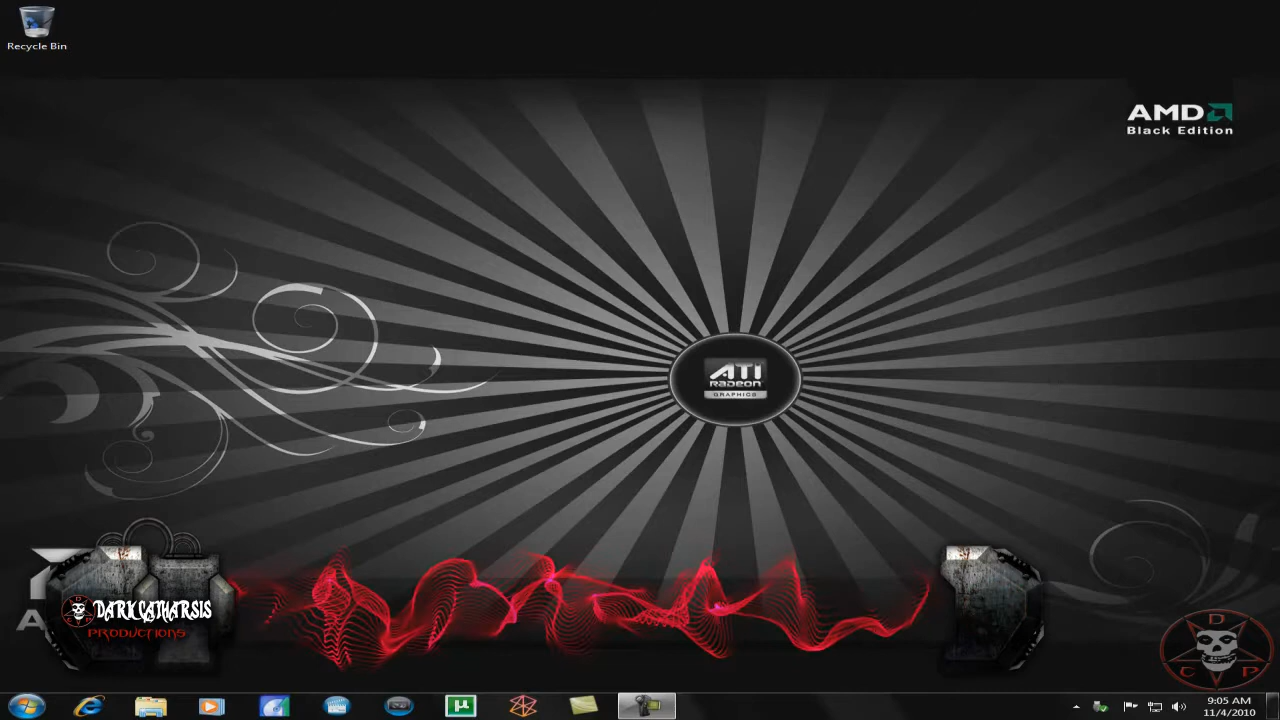 Recycle Bin
AMD
Black Edition
ATI
RADEON
GRAPHICS
DARK CATHARSIS
PRODUCTIONS
D
C P
µ
9:05 AM
11/4/2010